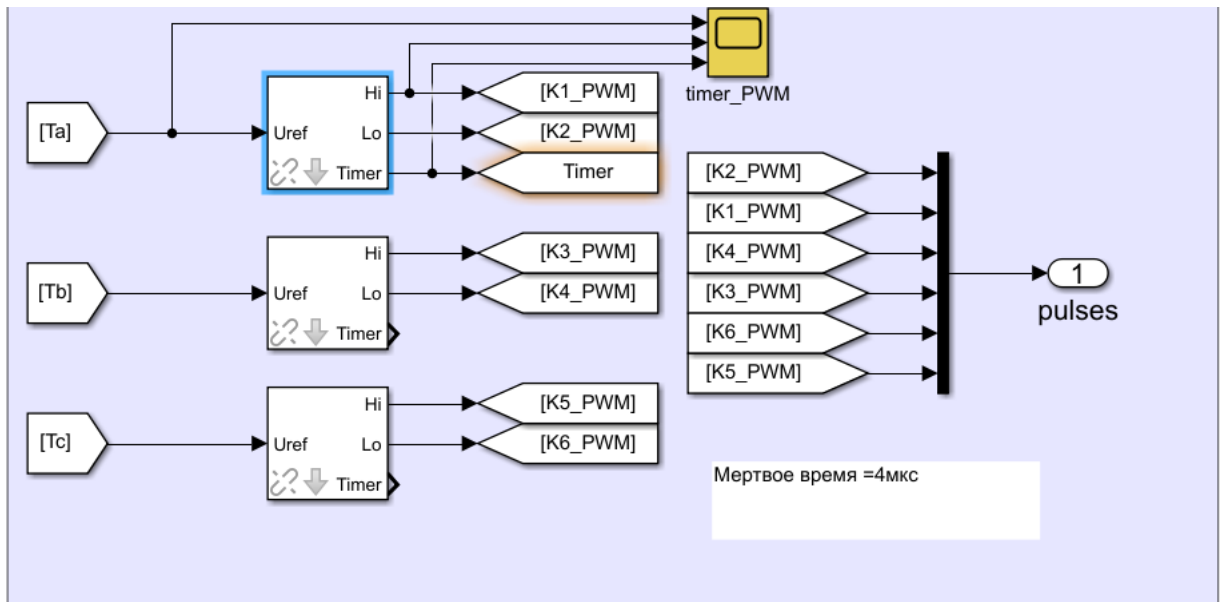 timer_PWM
[Ta]
Uref
Hi
Lo
Timer
[K1_PWM]
[K2_PWM]
Timer
[Tb]
Uref
Hi
Lo
Timer
[K3_PWM]
[K4_PWM]
[Tc]
Uref
Hi
Lo
Timer
[K5_PWM]
[K6_PWM]
[K2_PWM]
[K1_PWM]
[K4_PWM]
[K3_PWM]
[K6_PWM]
[K5_PWM]
1
pulses
Мертвое время =4мкс